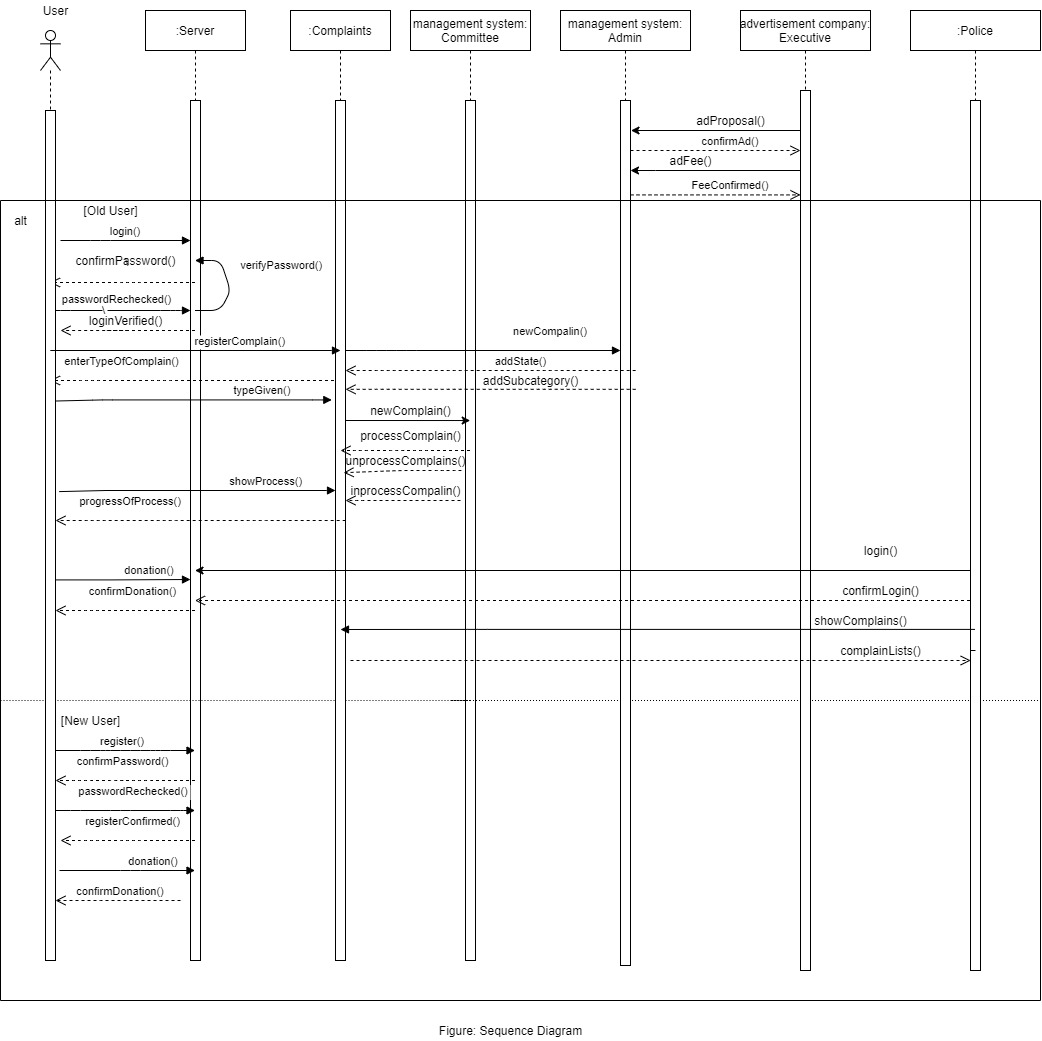 User
:Server
:Complaints
management system:
Committee
management system:
Admin
advertisement company:
Executive
:Police
adProposal()
confirmAd()
adFee()
FeeConfirmed()
alt
[Old User]
login()
confirmPassword()
verifyPassword()
passwordRechecked()
loginVerified()
registerComplain()
newCompalin()
enterTypeOfComplain()
addState()
addSubcategory()
typeGiven()
newComplain()
processComplain()
unprocessComplains()
showProcess()
inprocessCompalin()
progressOfProcess()
login()
donation()
confirmDonation()
confirmLogin()
showComplains()
complainLists()
[New User]
register()
confirmPassword()
passwordRechecked()
registerConfirmed()
donation()
confirmDonation()
Figure: Sequence Diagram